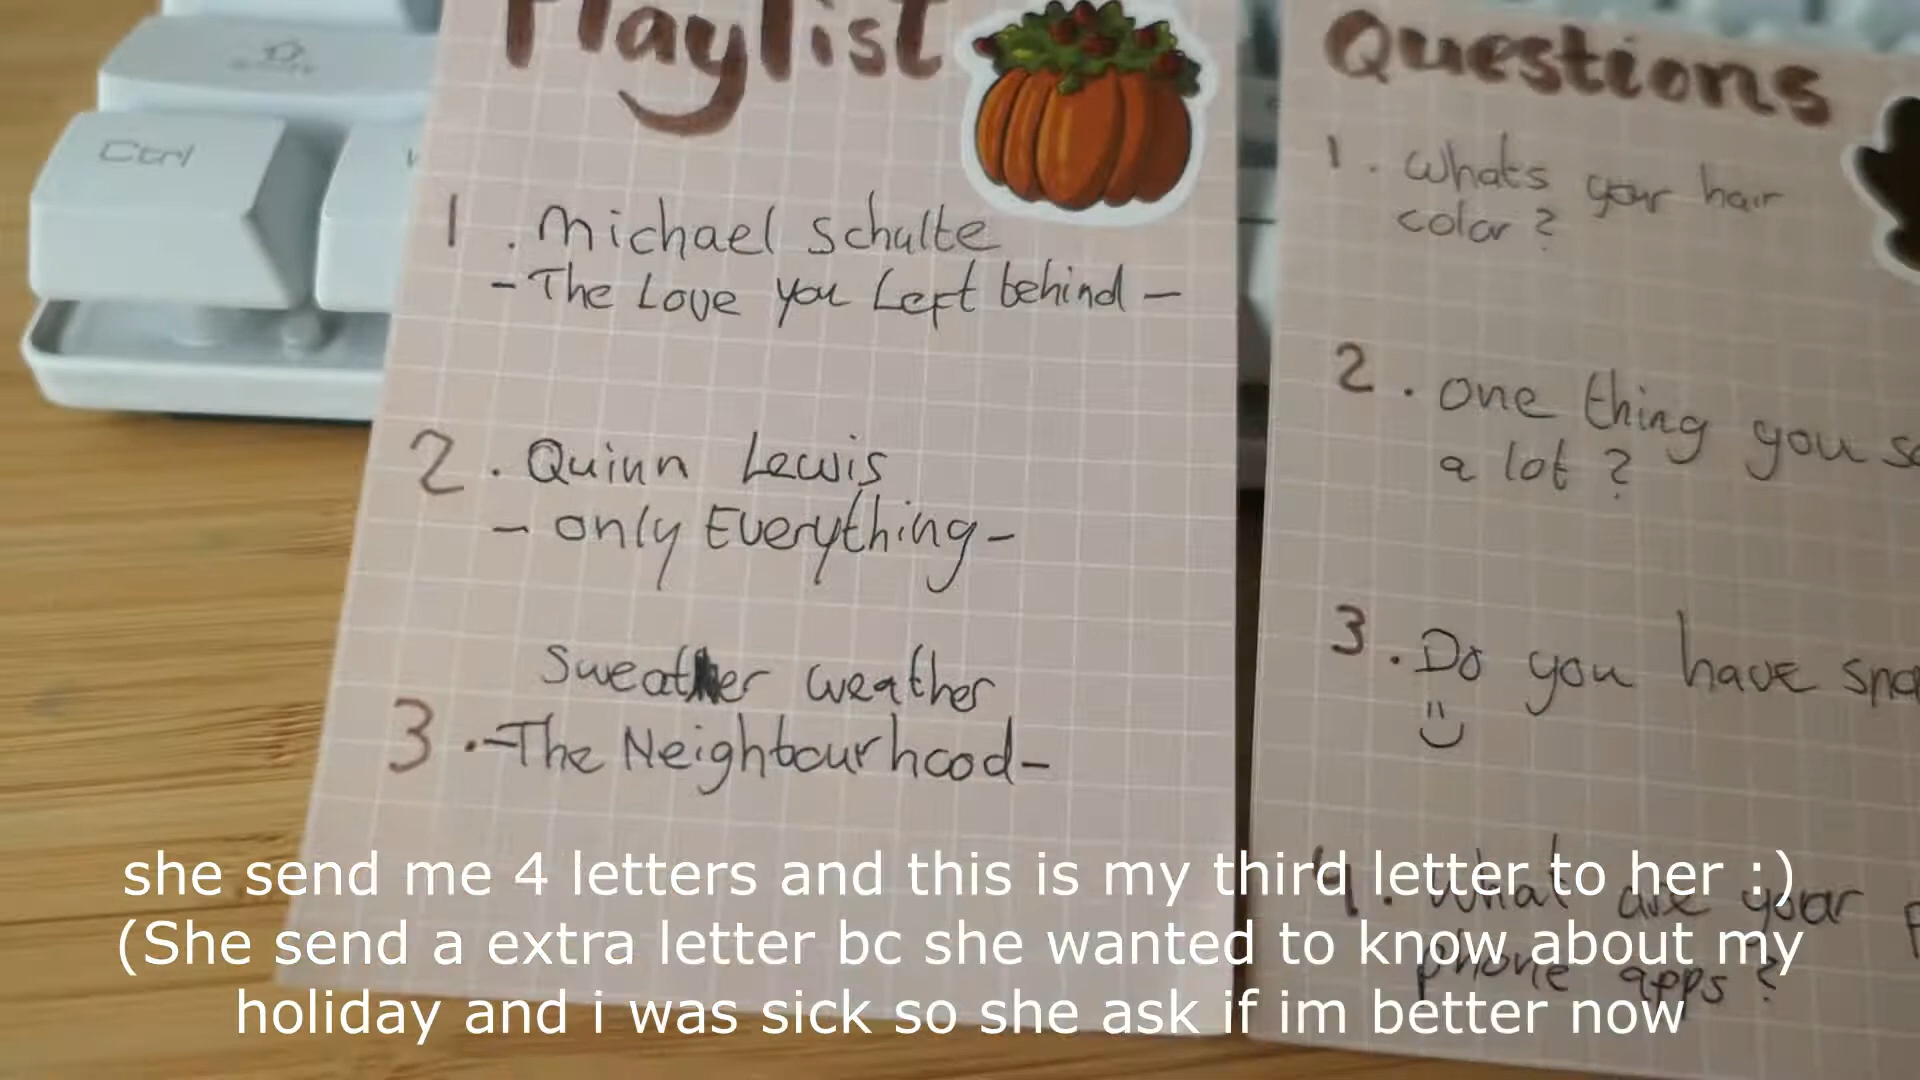 Playlist
1. Michael Schulte
- The Love you Left behind -
2. Quinn Lewis
- only Everything -
Sweather weather
3. - The Neighbourhood -
Questions
1. Whats your hair
color?
2. one thing you
a lot?
3. Do you have
4. What are your
phone apps?
Ctrl
she send me 4 letters and this is my third letter to her :)
(She send a extra letter bc she wanted to know about my
holiday and i was sick so she ask if im better now